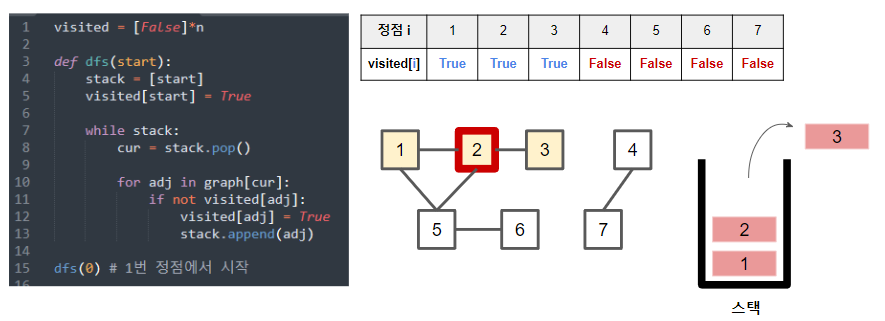 1 visited = [False]*n
2
3 def dfs(start):
4     stack = [start]
5     visited[start] = True
6
7     while stack:
8         cur = stack.pop()
9
10         for adj in graph[cur]:
11             if not visited[adj]:
12                 visited[adj] = True
13                 stack.append(adj)
14
15 dfs(0) # 1번 정점에서 시작
16
정점 i 1 2 3 4 5 6 7
visited[i] True True True False False False False
1 2 3 4
5 6 7
3
2
1
스택